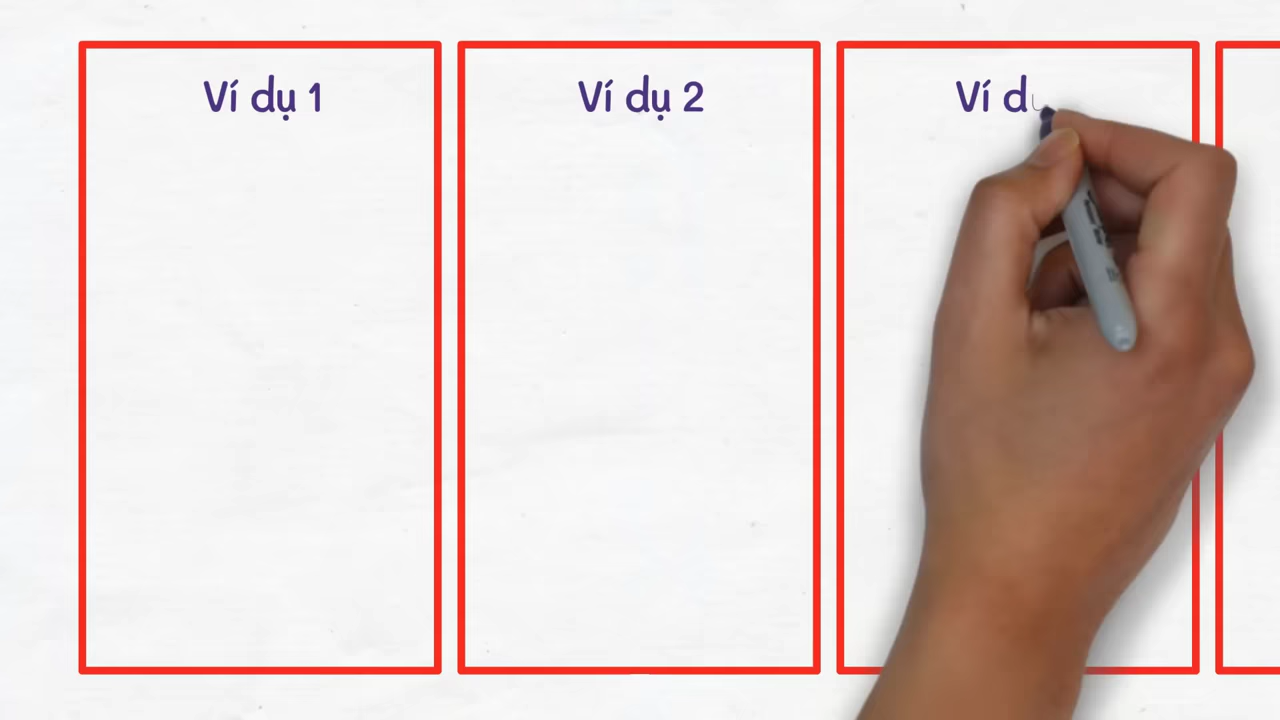 Ví dụ 1
Ví dụ 2
Ví d